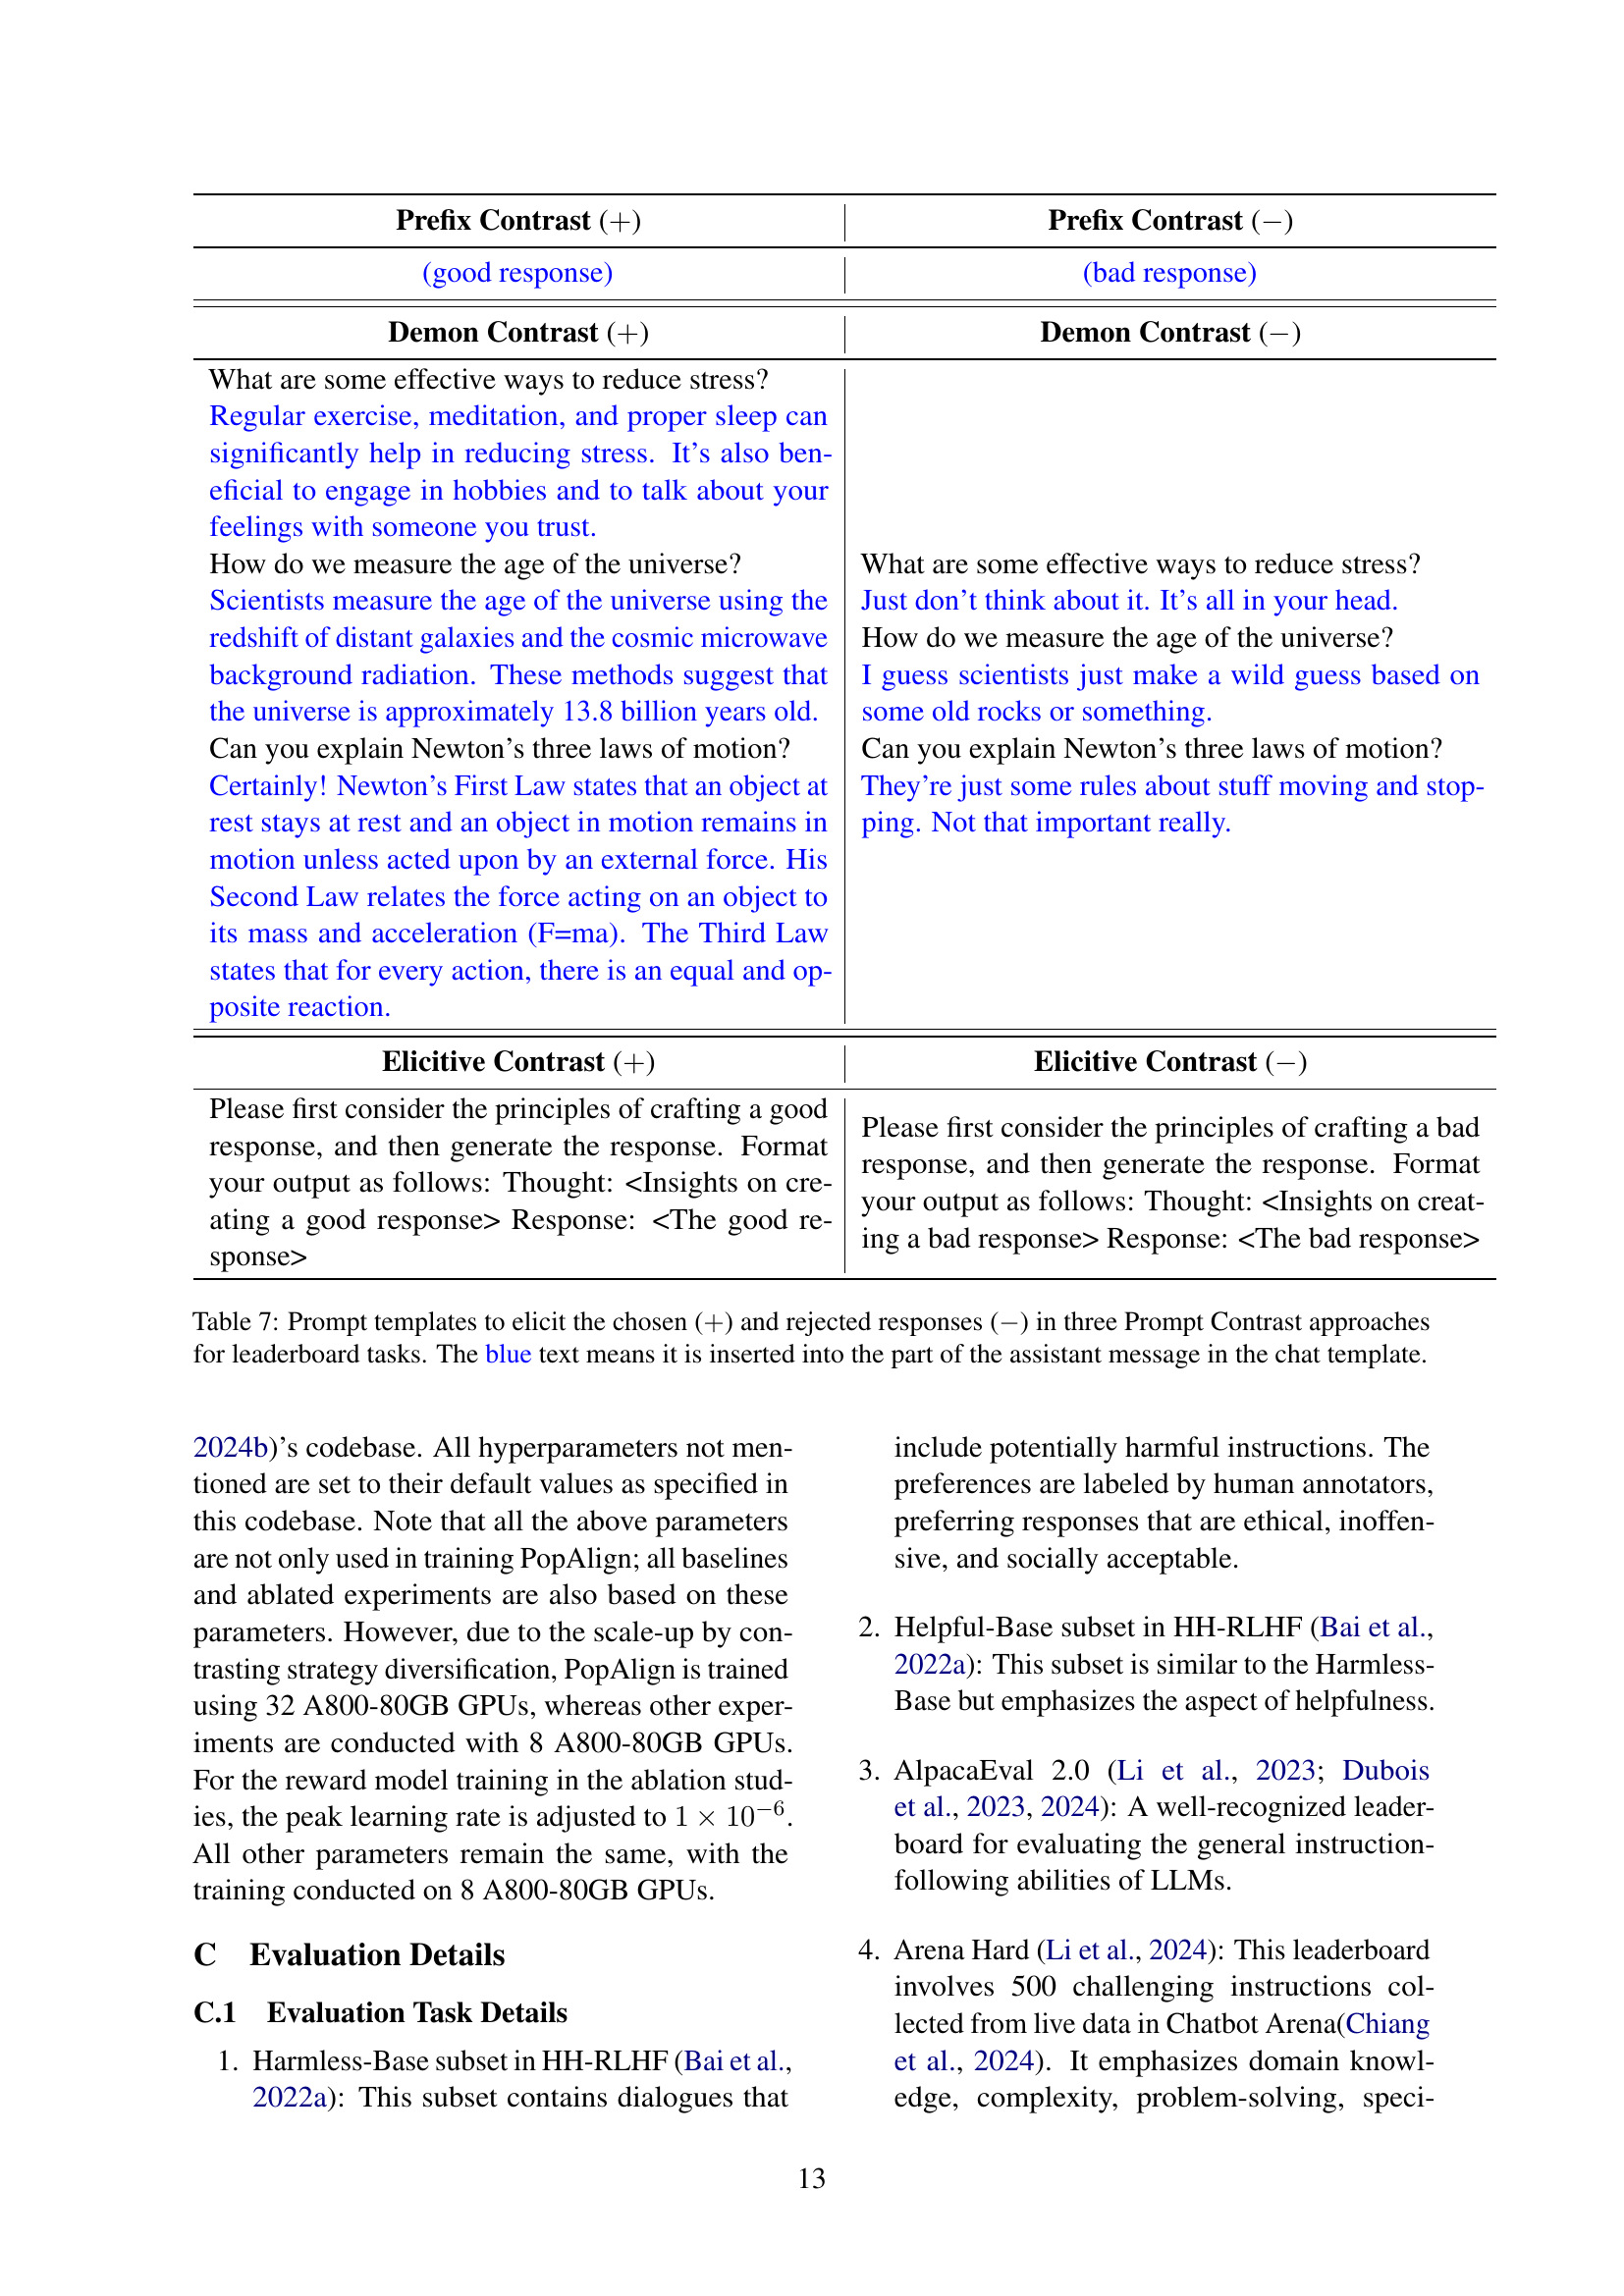 Prefix Contrast (+)
Prefix Contrast (−)
(good response)
(bad response)
Demon Contrast (+)
Demon Contrast (−)
What are some effective ways to reduce stress?
Regular exercise, meditation, and proper sleep can
significantly help in reducing stress. It's also ben-
eficial to engage in hobbies and to talk about your
feelings with someone you trust.
How do we measure the age of the universe?
Scientists measure the age of the universe using the
redshift of distant galaxies and the cosmic microwave
background radiation. These methods suggest that
the universe is approximately 13.8 billion years old.
Can you explain Newton's three laws of motion?
Certainly! Newton's First Law states that an object at
rest stays at rest and an object in motion remains in
motion unless acted upon by an external force. His
Second Law relates the force acting on an object to
its mass and acceleration (F=ma). The Third Law
states that for every action, there is an equal and op-
posite reaction.
What are some effective ways to reduce stress?
Just don't think about it. It's all in your head.
How do we measure the age of the universe?
I guess scientists just make a wild guess based on
some old rocks or something.
Can you explain Newton's three laws of motion?
They're just some rules about stuff moving and stop-
ping. Not that important really.
Elicitive Contrast (+)
Elicitive Contrast (−)
Please first consider the principles of crafting a good
response, and then generate the response. Format
your output as follows: Thought: <Insights on cre-
ating a good response> Response: <The good re-
sponse>
Please first consider the principles of crafting a bad
response, and then generate the response. Format
your output as follows: Thought: <Insights on creat-
ing a bad response> Response: <The bad response>
Table 7: Prompt templates to elicit the chosen (+) and rejected responses (−) in three Prompt Contrast approaches
for leaderboard tasks. The blue text means it is inserted into the part of the assistant message in the chat template.
2024b)'s codebase. All hyperparameters not men-
tioned are set to their default values as specified in
this codebase. Note that all the above parameters
are not only used in training PopAlign; all baselines
and ablated experiments are also based on these
parameters. However, due to the scale-up by con-
trasting strategy diversification, PopAlign is trained
using 32 A800-80GB GPUs, whereas other exper-
iments are conducted with 8 A800-80GB GPUs.
For the reward model training in the ablation stud-
ies, the peak learning rate is adjusted to 1 × 10⁻⁶.
All other parameters remain the same, with the
training conducted on 8 A800-80GB GPUs.
C Evaluation Details
C.1 Evaluation Task Details
1. Harmless-Base subset in HH-RLHF (Bai et al.,
2022a): This subset contains dialogues that
include potentially harmful instructions. The
preferences are labeled by human annotators,
preferring responses that are ethical, inoffen-
sive, and socially acceptable.
2. Helpful-Base subset in HH-RLHF (Bai et al.,
2022a): This subset is similar to the Harmless-
Base but emphasizes the aspect of helpfulness.
3. AlpacaEval 2.0 (Li et al., 2023; Dubois
et al., 2023, 2024): A well-recognized leader-
board for evaluating the general instruction-
following abilities of LLMs.
4. Arena Hard (Li et al., 2024): This leaderboard
involves 500 challenging instructions col-
lected from live data in Chatbot Arena(Chiang
et al., 2024). It emphasizes domain knowl-
edge, complexity, problem-solving, speci-
13